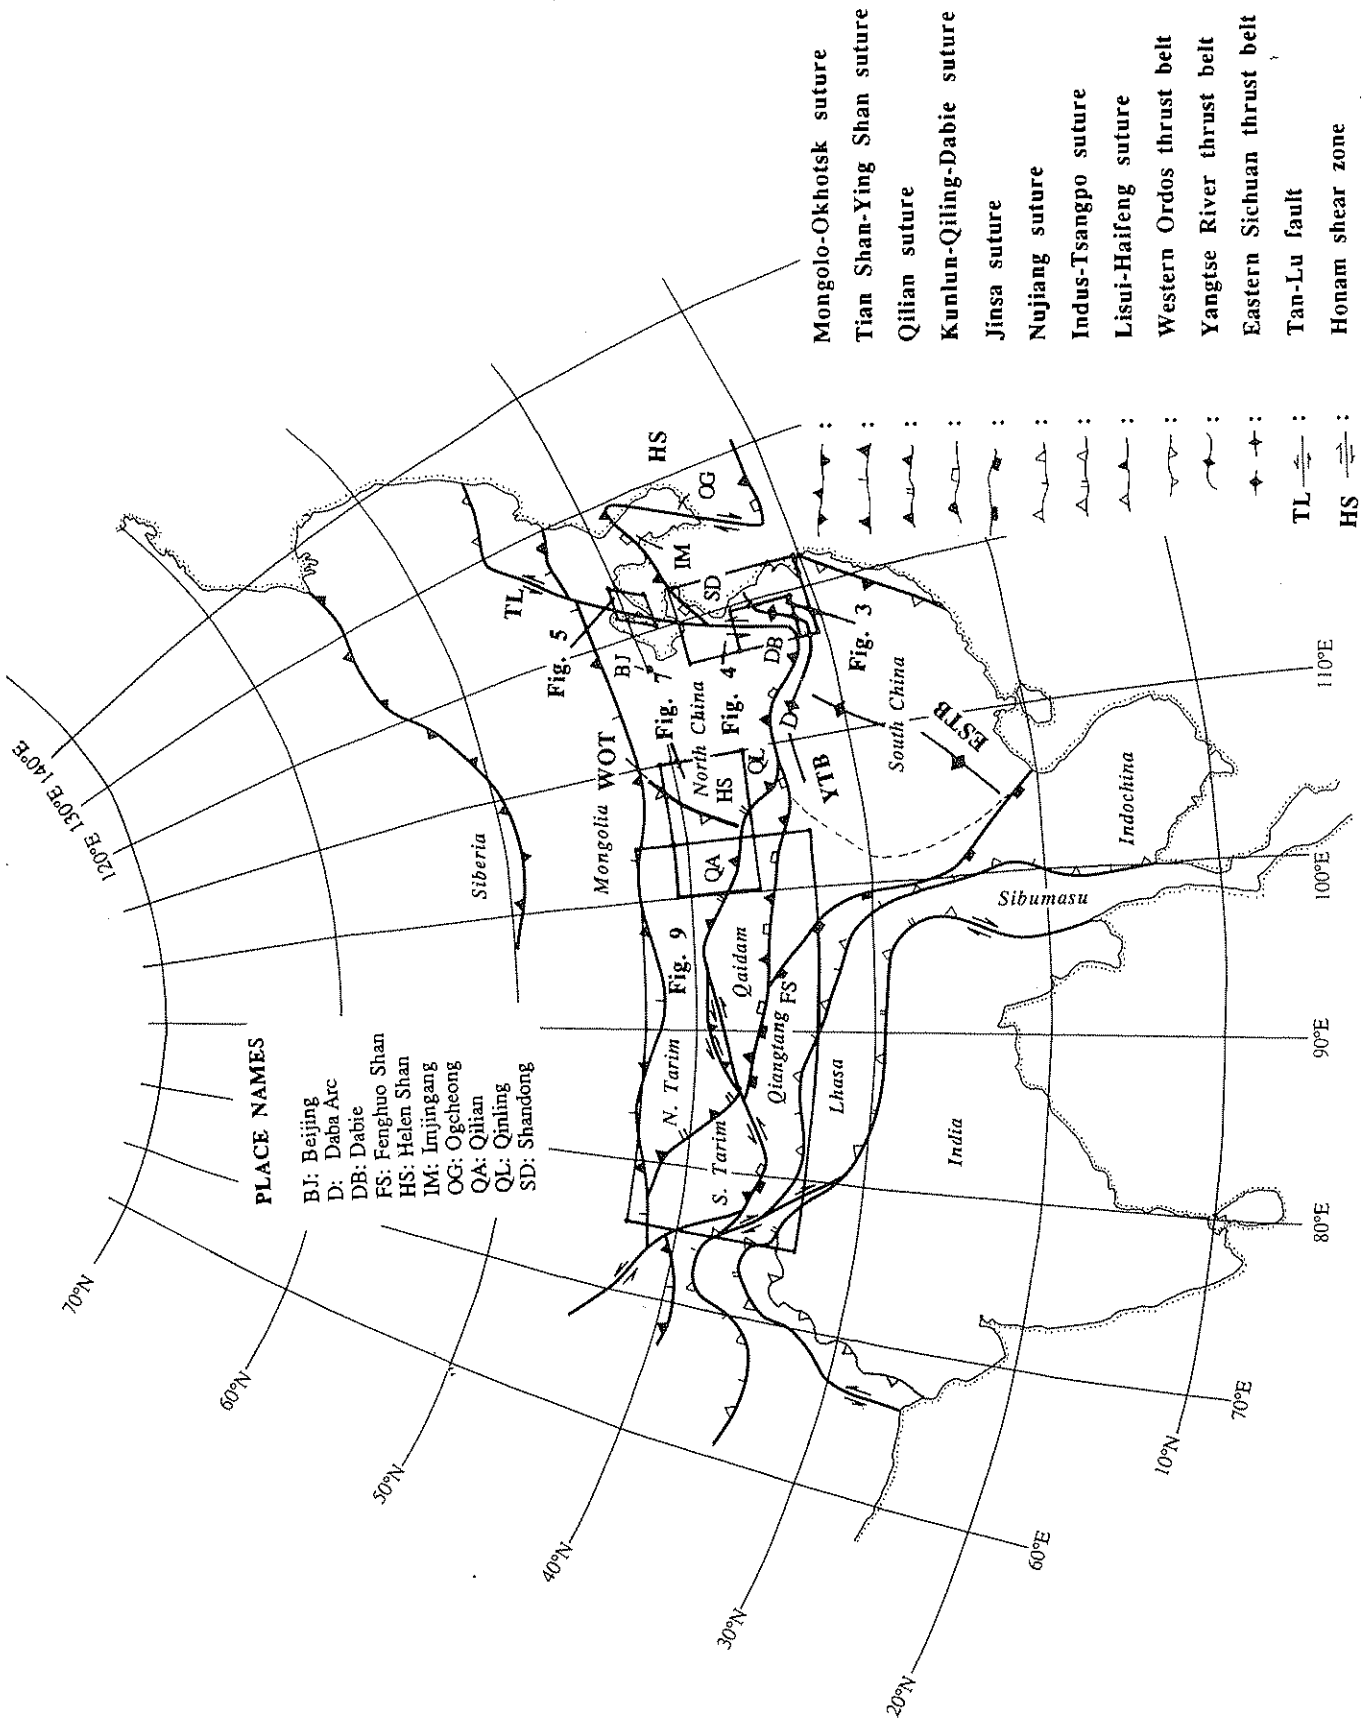 70°N
60°N
50°N
40°N
30°N
20°N
10°N
60°E
70°E
80°E
90°E
100°E
110°E
120°E 130°E 140°E
PLACE NAMES
BJ: Beijing
D: Daba Arc
DB: Dabie
FS: Fenghuo Shan
HS: Helen Shan
IM: Imjingang
OG: Ogcheong
QA: Qilian
QL: Qinling
SD: Shandong
Siberia
Mongolia
WOT
TL
Fig. 5
BJ
Fig. 7
North China
HS
Fig. 4
QL
DB
SD
IM
HS
OG
Fig. 3
D
YTB
South China
ESTB
Fig. 9
N. Tarim
S. Tarim
Qaidam
QA
Qiangtang
FS
Lhasa
India
Sibumasu
Indochina
: Mongolo-Okhotsk suture
: Tian Shan-Ying Shan suture
: Qilian suture
: Kunlun-Qiling-Dabie suture
: Jinsa suture
: Nujiang suture
: Indus-Tsangpo suture
: Lisui-Haifeng suture
: Western Ordos thrust belt
: Yangtse River thrust belt
: Eastern Sichuan thrust belt
TL : Tan-Lu fault
HS : Honam shear zone